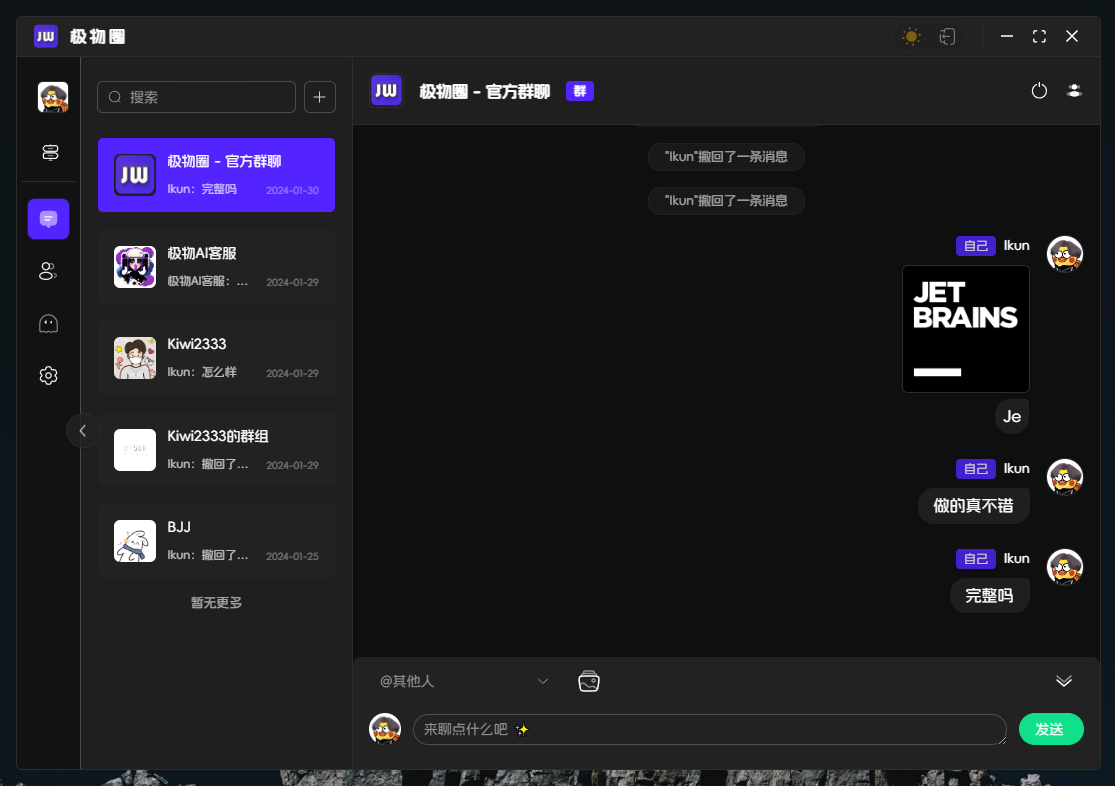 JW 极物圈
搜索
极物圈 - 官方群聊
Ikun：完整吗 2024-01-30
极物AI客服
极物AI客服：... 2024-01-29
Kiwi2333
Ikun：怎么样 2024-01-29
Kiwi2333的群组
Ikun：撤回了... 2024-01-29
BJJ
Ikun：撤回了... 2024-01-25
暂无更多
JW 极物圈 - 官方群聊 群
"Ikun"撤回了一条消息
"Ikun"撤回了一条消息
自己 Ikun
JET
BRAINS
Je
自己 Ikun
做的真不错
自己 Ikun
完整吗
@其他人
来聊点什么吧 ✨
发送